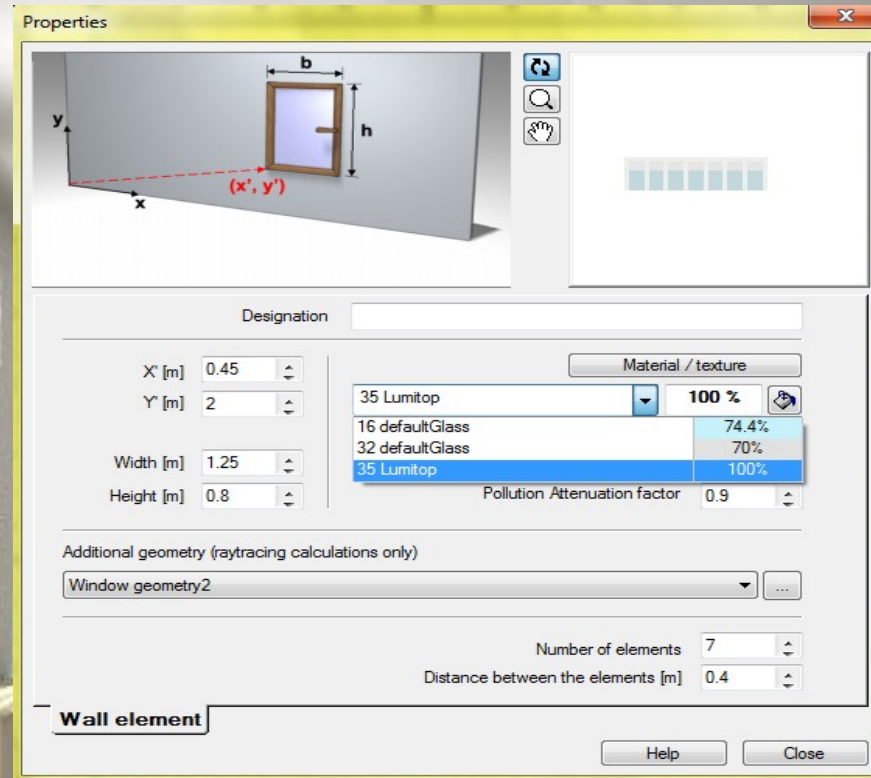 Properties
b
y
h
(x', y')
x
Designation
Material / texture
X' [m] 0.45
Y' [m] 2
35 Lumitop 100 %
16 defaultGlass 74.4%
32 defaultGlass 70%
35 Lumitop 100%
Width [m] 1.25
Height [m] 0.8
Pollution Attenuation factor 0.9
Additional geometry (raytracing calculations only)
Window geometry2
...
Number of elements 7
Distance between the elements [m] 0.4
Wall element
Help Close